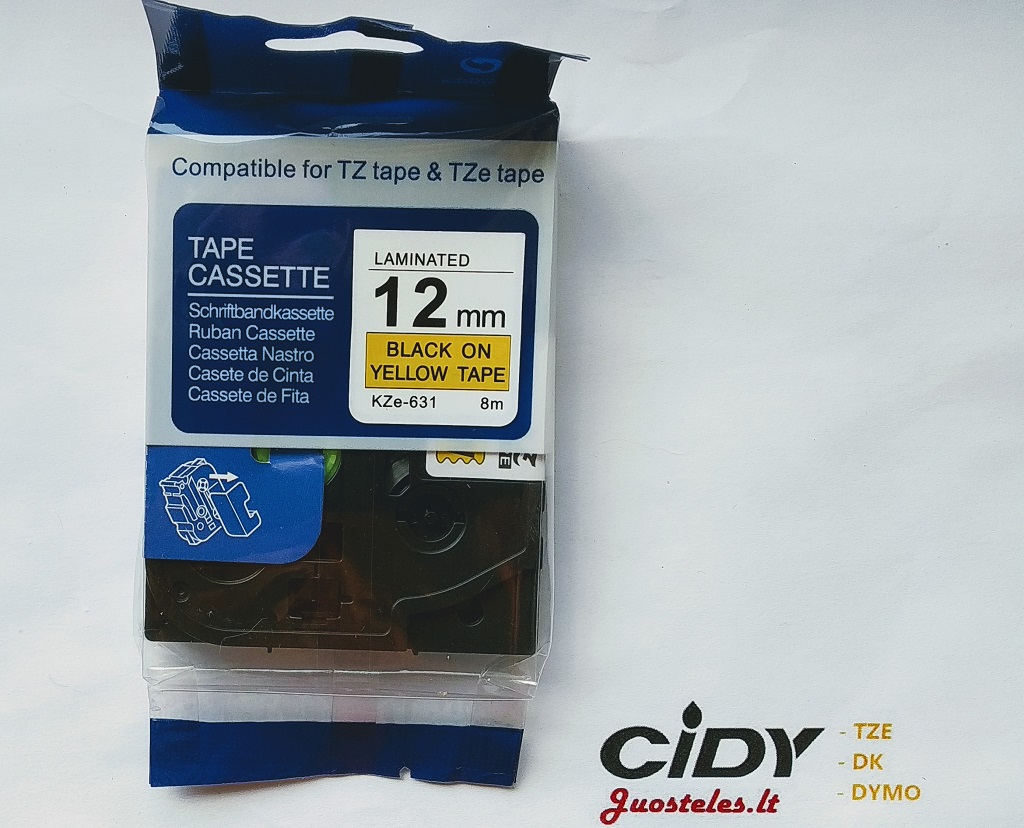 Compatible for TZ tape & TZe tape
TAPE
CASSETTE
Schriftbandkassette
Ruban Cassette
Cassetta Nastro
Casete de Cinta
Cassete de Fita
LAMINATED
12 mm
BLACK ON
YELLOW TAPE
KZe-631 8m
CiDY
Juosteles.lt
- TZE
- DK
- DYMO